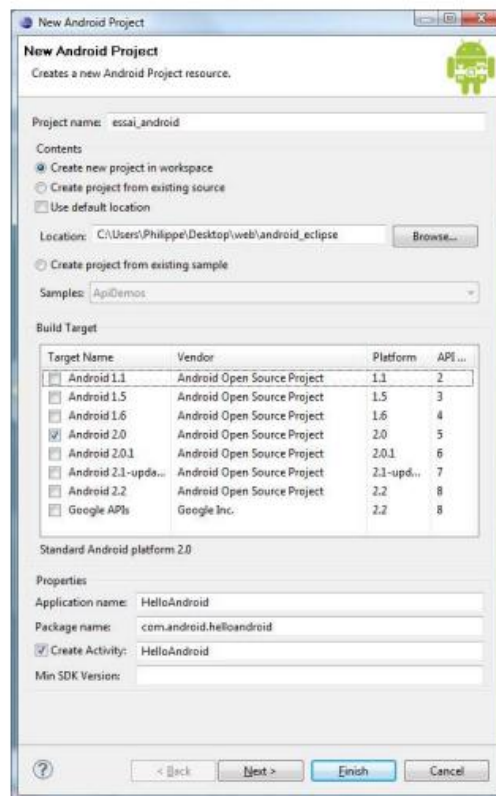 New Android Project
New Android Project
Creates a new Android Project resource.
Project name: essai_android
Contents
Create new project in workspace
Create project from existing source
Use default location
Location: C:\Users\Philippe\Desktop\web\android_eclipse Browse...
Create project from existing sample
Samples: ApiDemos
Build Target
Target Name Vendor Platform API ...
Android 1.1 Android Open Source Project 1.1 2
Android 1.5 Android Open Source Project 1.5 3
Android 1.6 Android Open Source Project 1.6 4
Android 2.0 Android Open Source Project 2.0 5
Android 2.0.1 Android Open Source Project 2.0.1 6
Android 2.1-upda... Android Open Source Project 2.1-upd... 7
Android 2.2 Android Open Source Project 2.2 8
Google APIs Google Inc. 2.2 8
Standard Android platform 2.0
Properties
Application name: HelloAndroid
Package name: com.android.helloandroid
Create Activity: HelloAndroid
Min SDK Version:
< Back Next > Finish Cancel